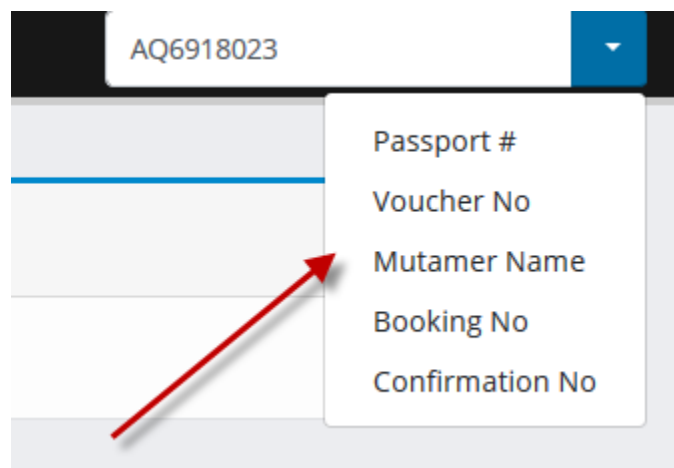 AQ6918023
Passport #
Voucher No
Mutamer Name
Booking No
Confirmation No